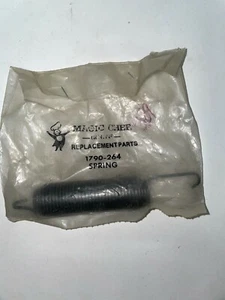 MAGIC CHEF
REPLACEMENT PARTS
1790-264
SPRING